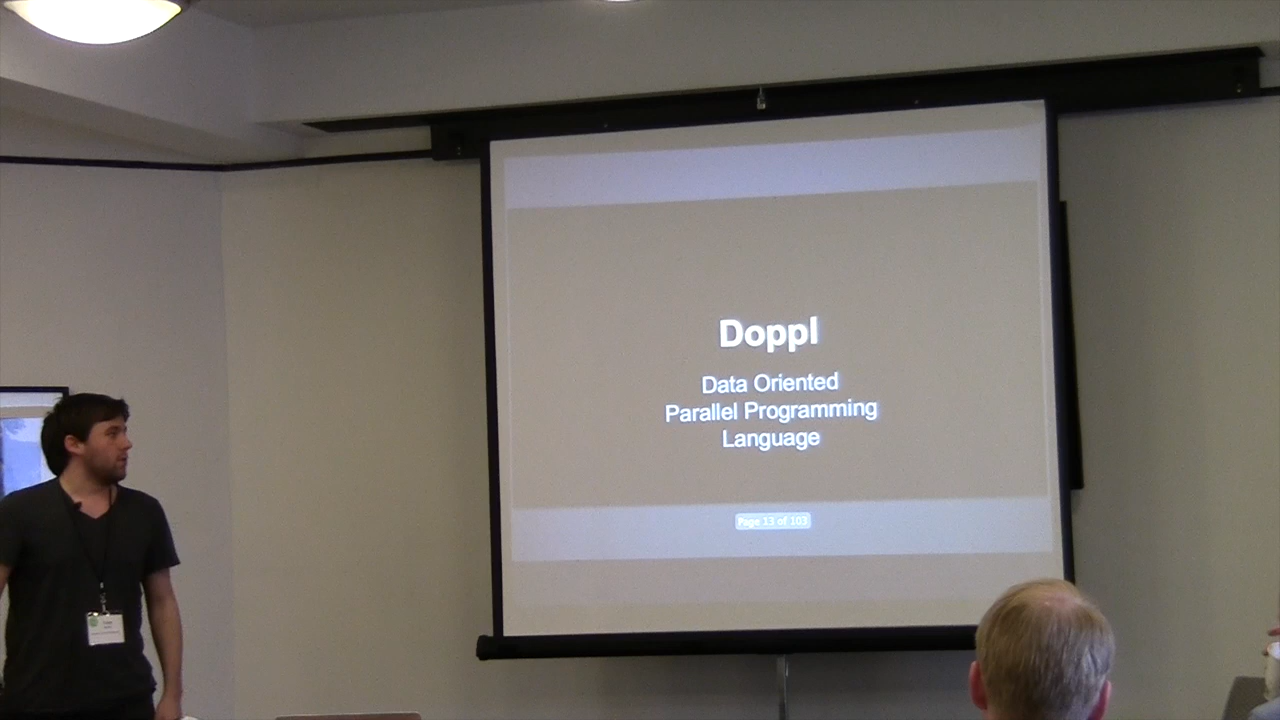 Doppl
Data Oriented
Parallel Programming
Language
Page 13 of 103